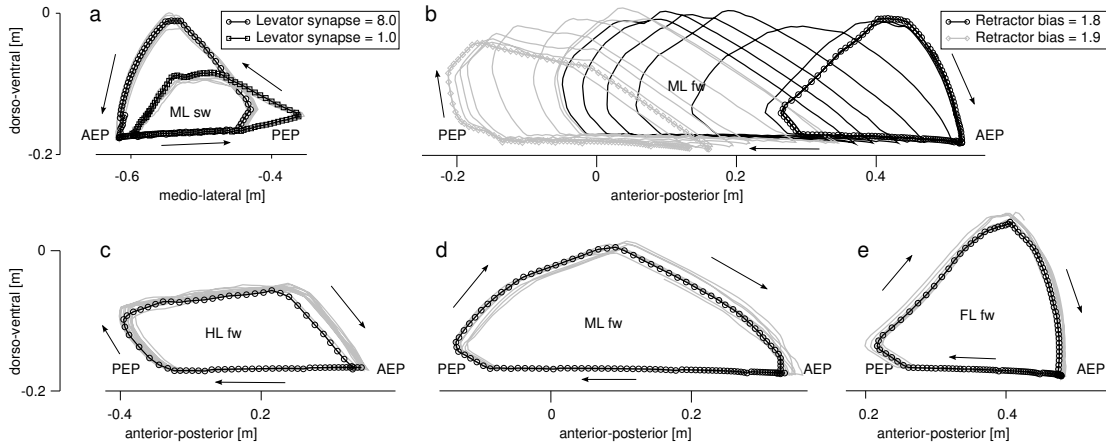 a
Levator synapse = 8.0
Levator synapse = 1.0
b
Retractor bias = 1.8
Retractor bias = 1.9
dorso-ventral [m]
0.0
-0.2
AEP
ML sw
PEP
-0.6
-0.4
medio-lateral [m]
PEP
ML fw
AEP
-0.2
0
0.2
0.4
anterior-posterior [m]
c
d
e
dorso-ventral [m]
0
-0.2
PEP
HL fw
AEP
-0.4
0.2
anterior-posterior [m]
PEP
ML fw
AEP
0
0.2
anterior-posterior [m]
PEP
FL fw
AEP
0.2
0.4
anterior-posterior [m]